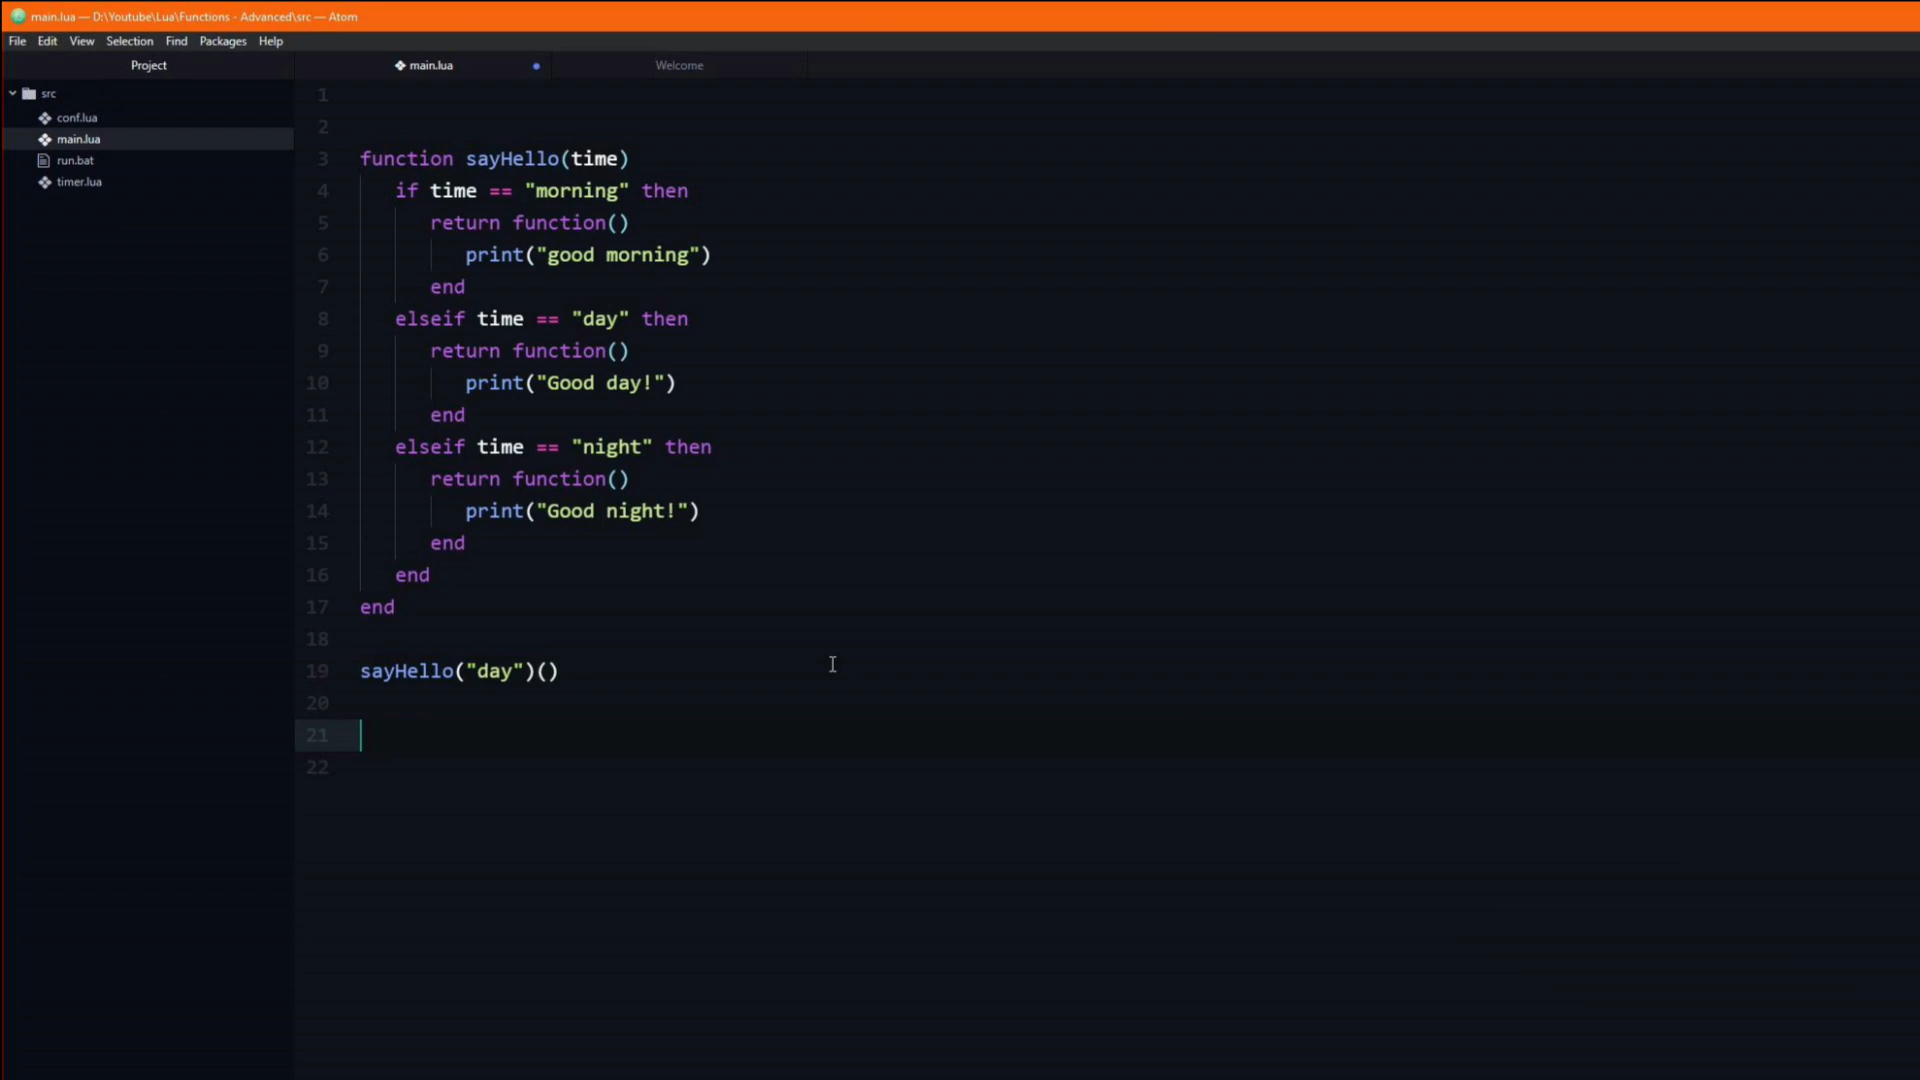 main.lua — D:\Youtube\Lua\Functions - Advanced\src — Atom
File Edit View Selection Find Packages Help
Project
main.lua
Welcome
src
conf.lua
main.lua
run.bat
timer.lua
1
2
3 function sayHello(time)
4 if time == "morning" then
5 return function()
6 print("good morning")
7 end
8 elseif time == "day" then
9 return function()
10 print("Good day!")
11 end
12 elseif time == "night" then
13 return function()
14 print("Good night!")
15 end
16 end
17 end
18
19 sayHello("day")()
20
21
22